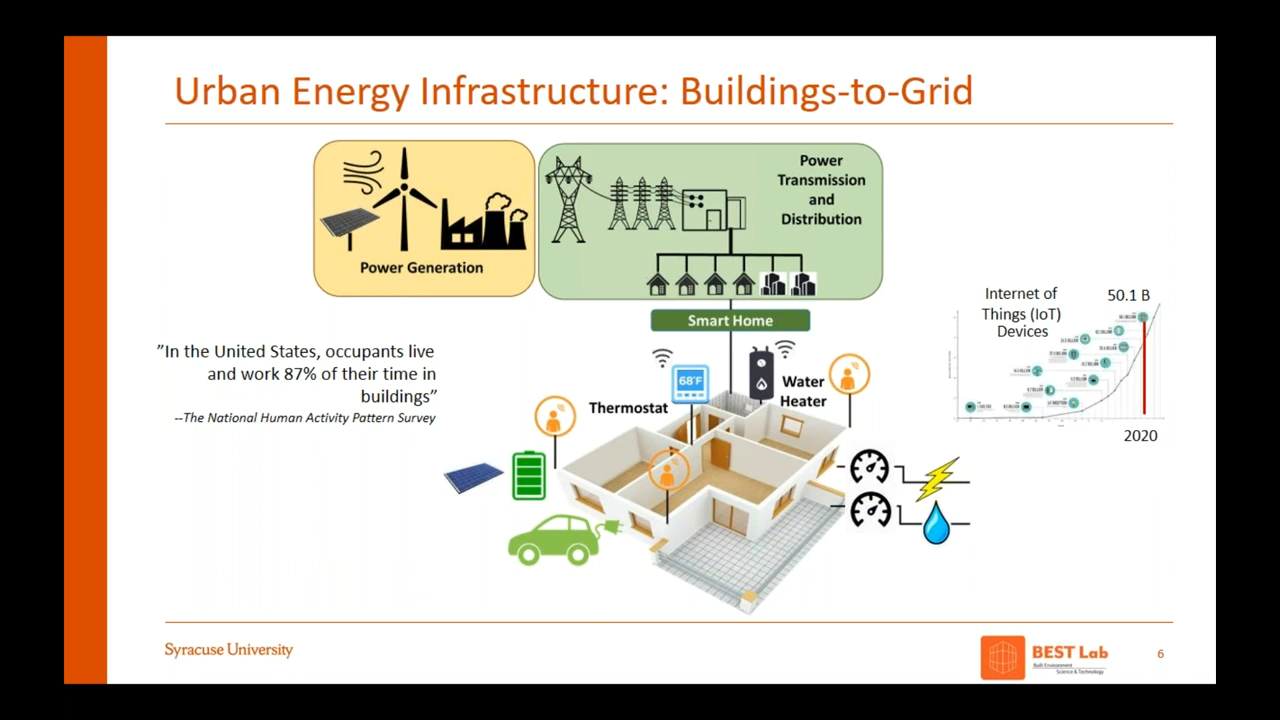 Urban Energy Infrastructure: Buildings-to-Grid
Power Generation
Power
Transmission
and
Distribution
Smart Home
”In the United States, occupants live
and work 87% of their time in
buildings”
--The National Human Activity Pattern Survey
Thermostat
68°F
Water
Heater
Internet of
Things (IoT)
Devices
50.1 B
2020
Syracuse University
BEST Lab
Built Environment
Science & Technology
6